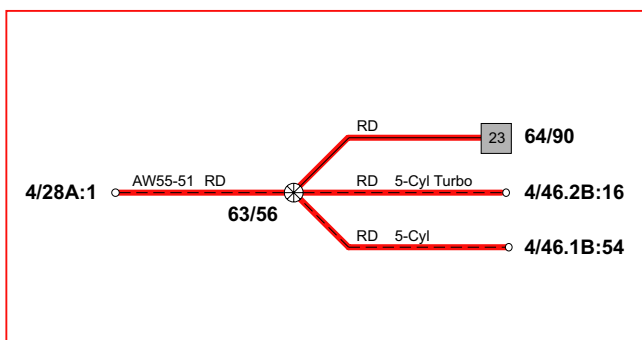 RD
23 64/90
4/28A:1 AW55-51 RD RD 5-Cyl Turbo 4/46.2B:16
63/56
RD 5-Cyl 4/46.1B:54